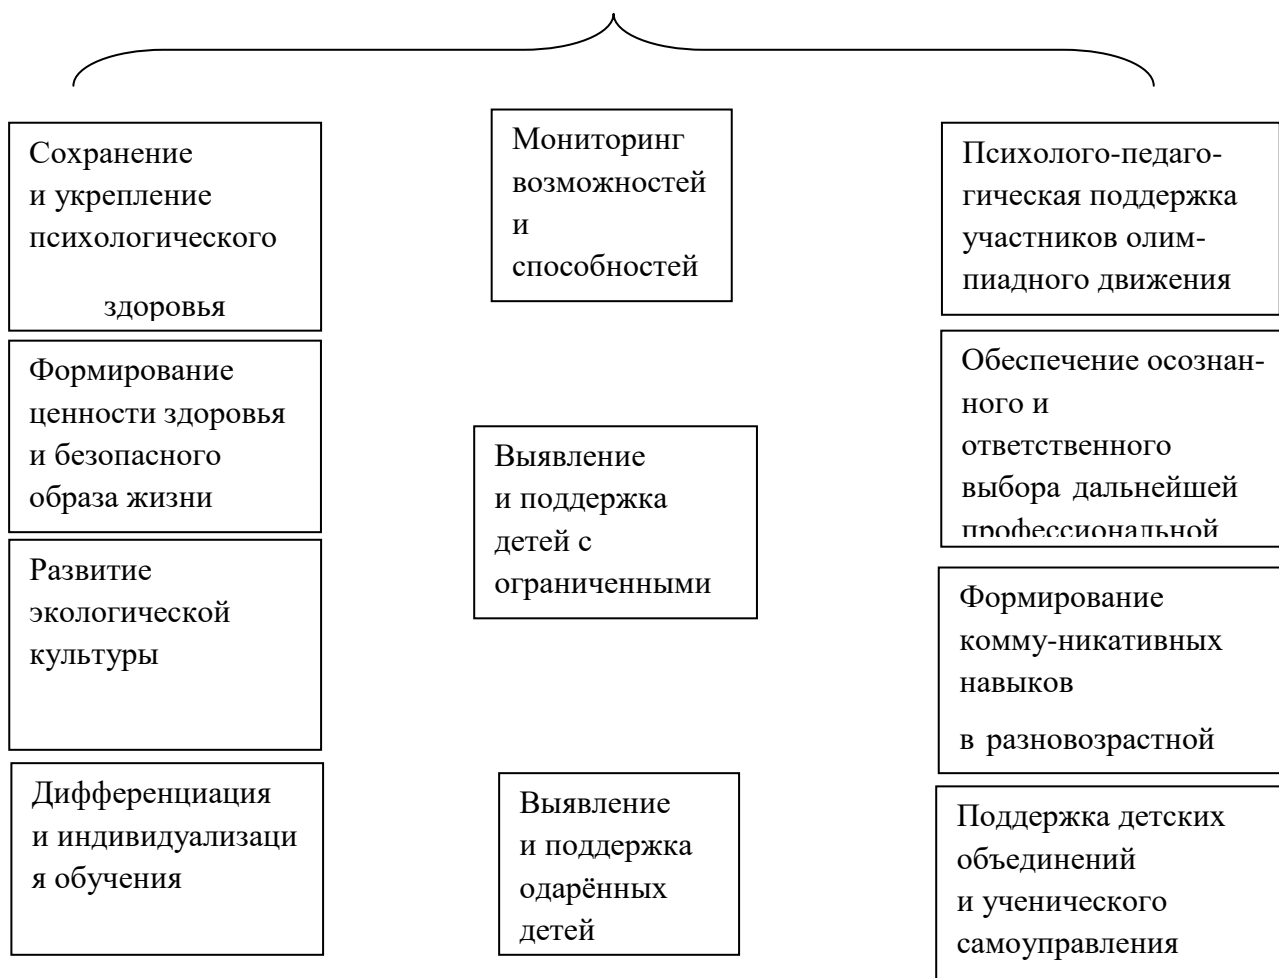 Сохранение
и укрепление
психологического
здоровья
Формирование
ценности здоровья
и безопасного
образа жизни
Развитие
экологической
культуры
Дифференциация
и индивидуализаци
я обучения
Мониторинг
возможностей
и
способностей
Выявление
и поддержка
детей с
ограниченными
Выявление
и поддержка
одарённых
детей
Психолого-педаго-
гическая поддержка
участников олим-
пиадного движения
Обеспечение осознан-
ного и
ответственного
выбора дальнейшей
профессиональной
Формирование
комму-никативных
навыков
в разновозрастной
Поддержка детских
объединений
и ученического
самоуправления